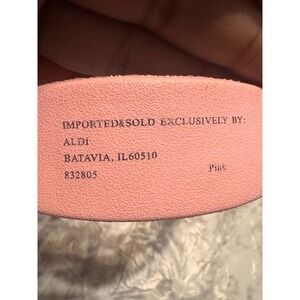 IMPORTED&SOLD EXCLUSIVELY BY:
ALDI
BATAVIA, IL60510
832805 Pink